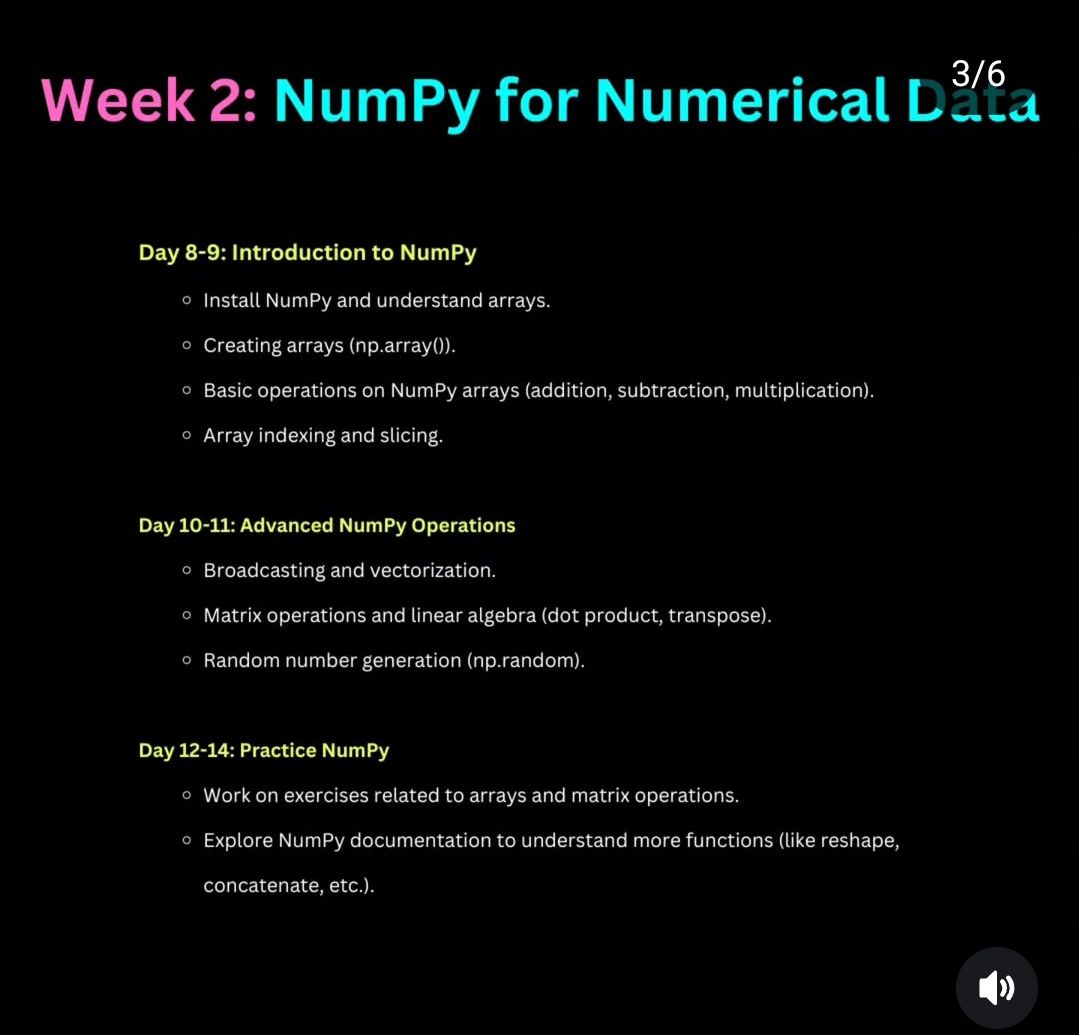 3/6
Week 2: NumPy for Numerical Data
Day 8-9: Introduction to NumPy
Install NumPy and understand arrays.
Creating arrays (np.array()).
Basic operations on NumPy arrays (addition, subtraction, multiplication).
Array indexing and slicing.
Day 10-11: Advanced NumPy Operations
Broadcasting and vectorization.
Matrix operations and linear algebra (dot product, transpose).
Random number generation (np.random).
Day 12-14: Practice NumPy
Work on exercises related to arrays and matrix operations.
Explore NumPy documentation to understand more functions (like reshape,
concatenate, etc.).